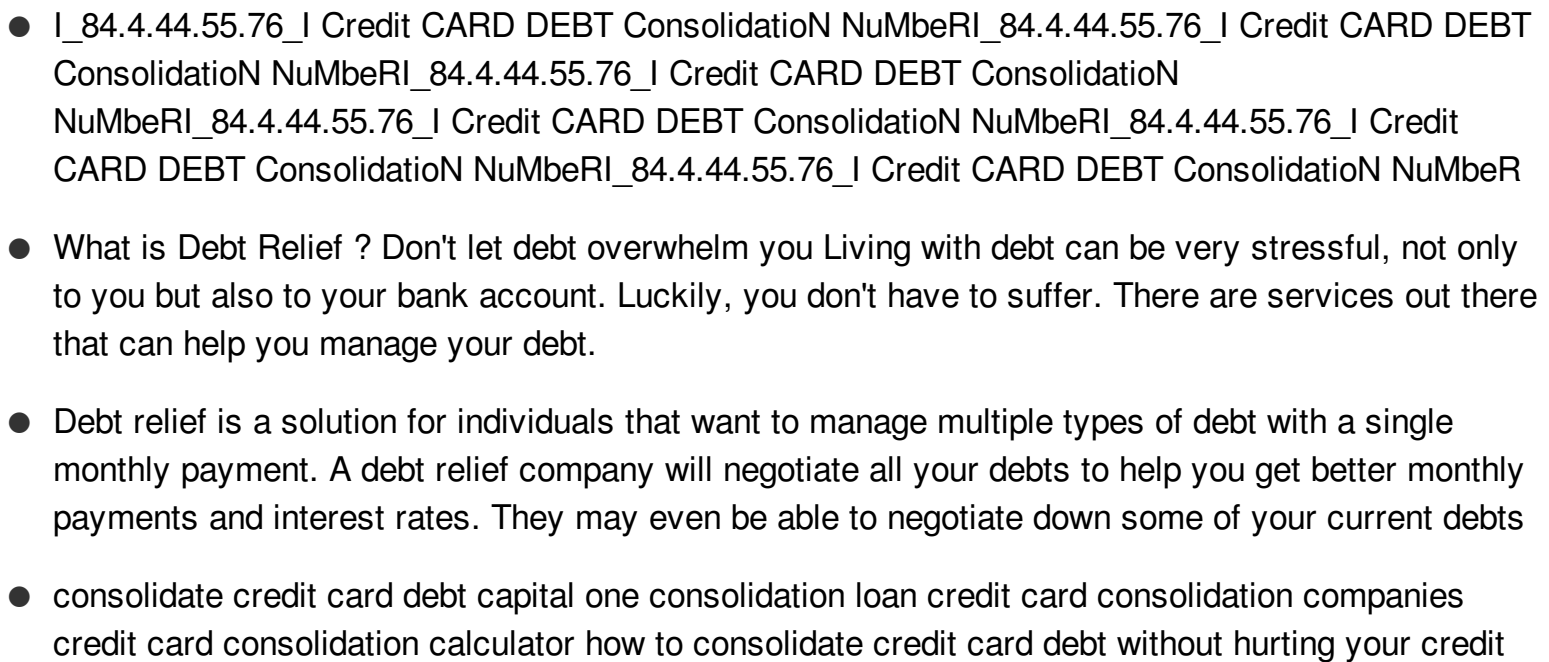 ● I_84.4.44.55.76_I Credit CARD DEBT ConsolidatioN NuMbeRI_84.4.44.55.76_I Credit CARD DEBT
ConsolidatioN NuMbeRI_84.4.44.55.76_I Credit CARD DEBT ConsolidatioN
NuMbeRI_84.4.44.55.76_I Credit CARD DEBT ConsolidatioN NuMbeRI_84.4.44.55.76_I Credit
CARD DEBT ConsolidatioN NuMbeRI_84.4.44.55.76_I Credit CARD DEBT ConsolidatioN NuMbeR
● What is Debt Relief ? Don't let debt overwhelm you Living with debt can be very stressful, not only
to you but also to your bank account. Luckily, you don't have to suffer. There are services out there
that can help you manage your debt.
● Debt relief is a solution for individuals that want to manage multiple types of debt with a single
monthly payment. A debt relief company will negotiate all your debts to help you get better monthly
payments and interest rates. They may even be able to negotiate down some of your current debts
● consolidate credit card debt capital one consolidation loan credit card consolidation companies
credit card consolidation calculator how to consolidate credit card debt without hurting your credit